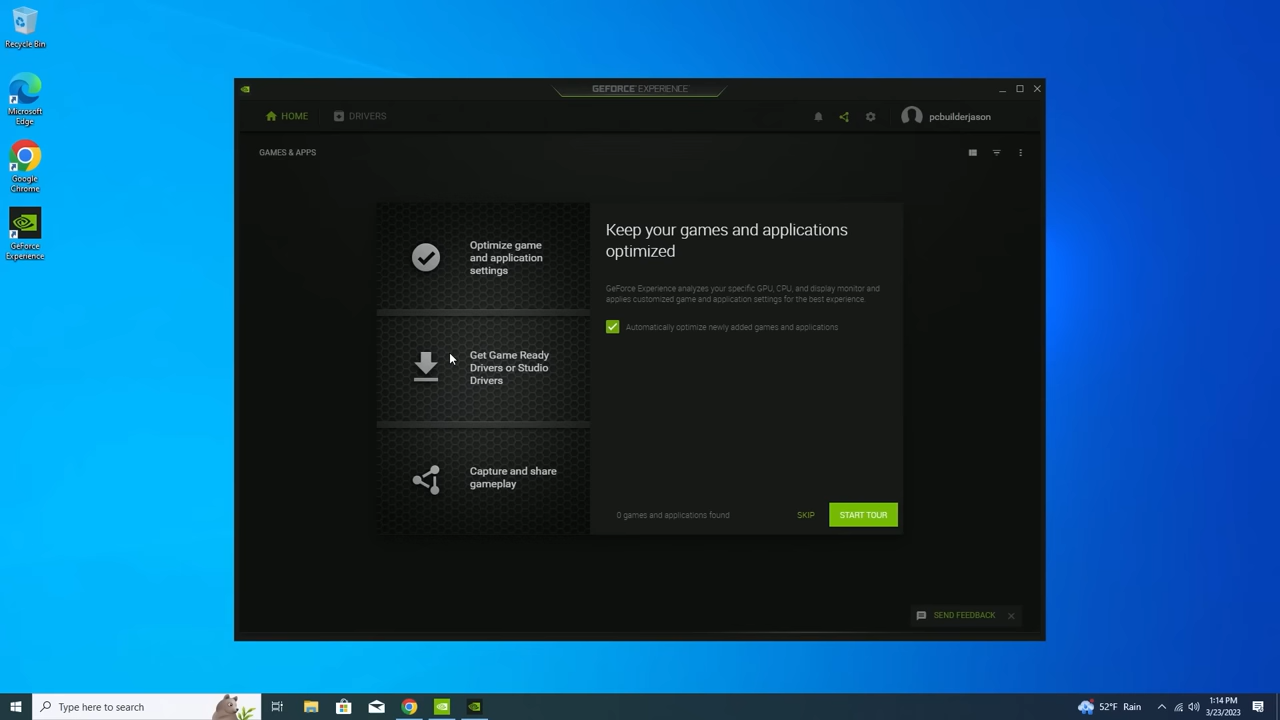 Recycle Bin
Microsoft
Edge
Google
Chrome
GeForce
Experience
GEFORCE EXPERIENCE
HOME
DRIVERS
pcbuilderjason
GAMES & APPS
Optimize game
and application
settings
Get Game Ready
Drivers or Studio
Drivers
Capture and share
gameplay
Keep your games and applications
optimized
GeForce Experience analyzes your specific GPU, CPU, and display monitor and
applies customized game and application settings for the best experience.
Automatically optimize newly added games and applications
0 games and applications found
SKIP
START TOUR
SEND FEEDBACK
Type here to search
52°F Rain
1:14 PM
3/23/2023